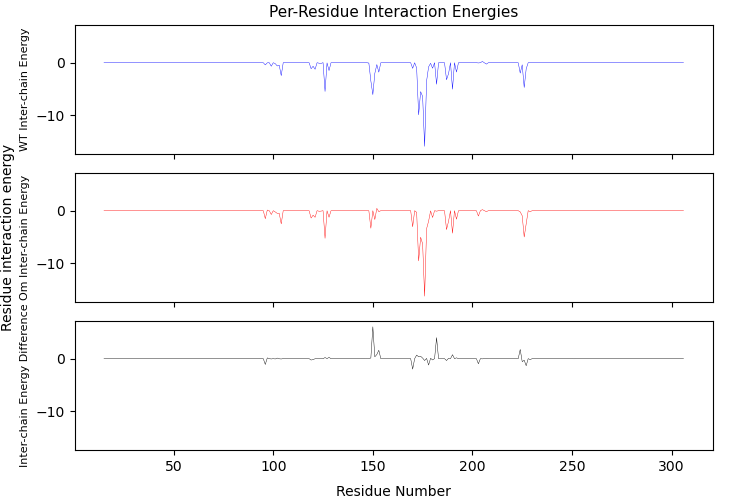 Per-Residue Interaction Energies
Residue interaction energy
WT Inter-chain Energy
0
−10
Om Inter-chain Energy
0
−10
Inter-chain Energy Difference
0
−10
50
100
150
200
250
300
Residue Number